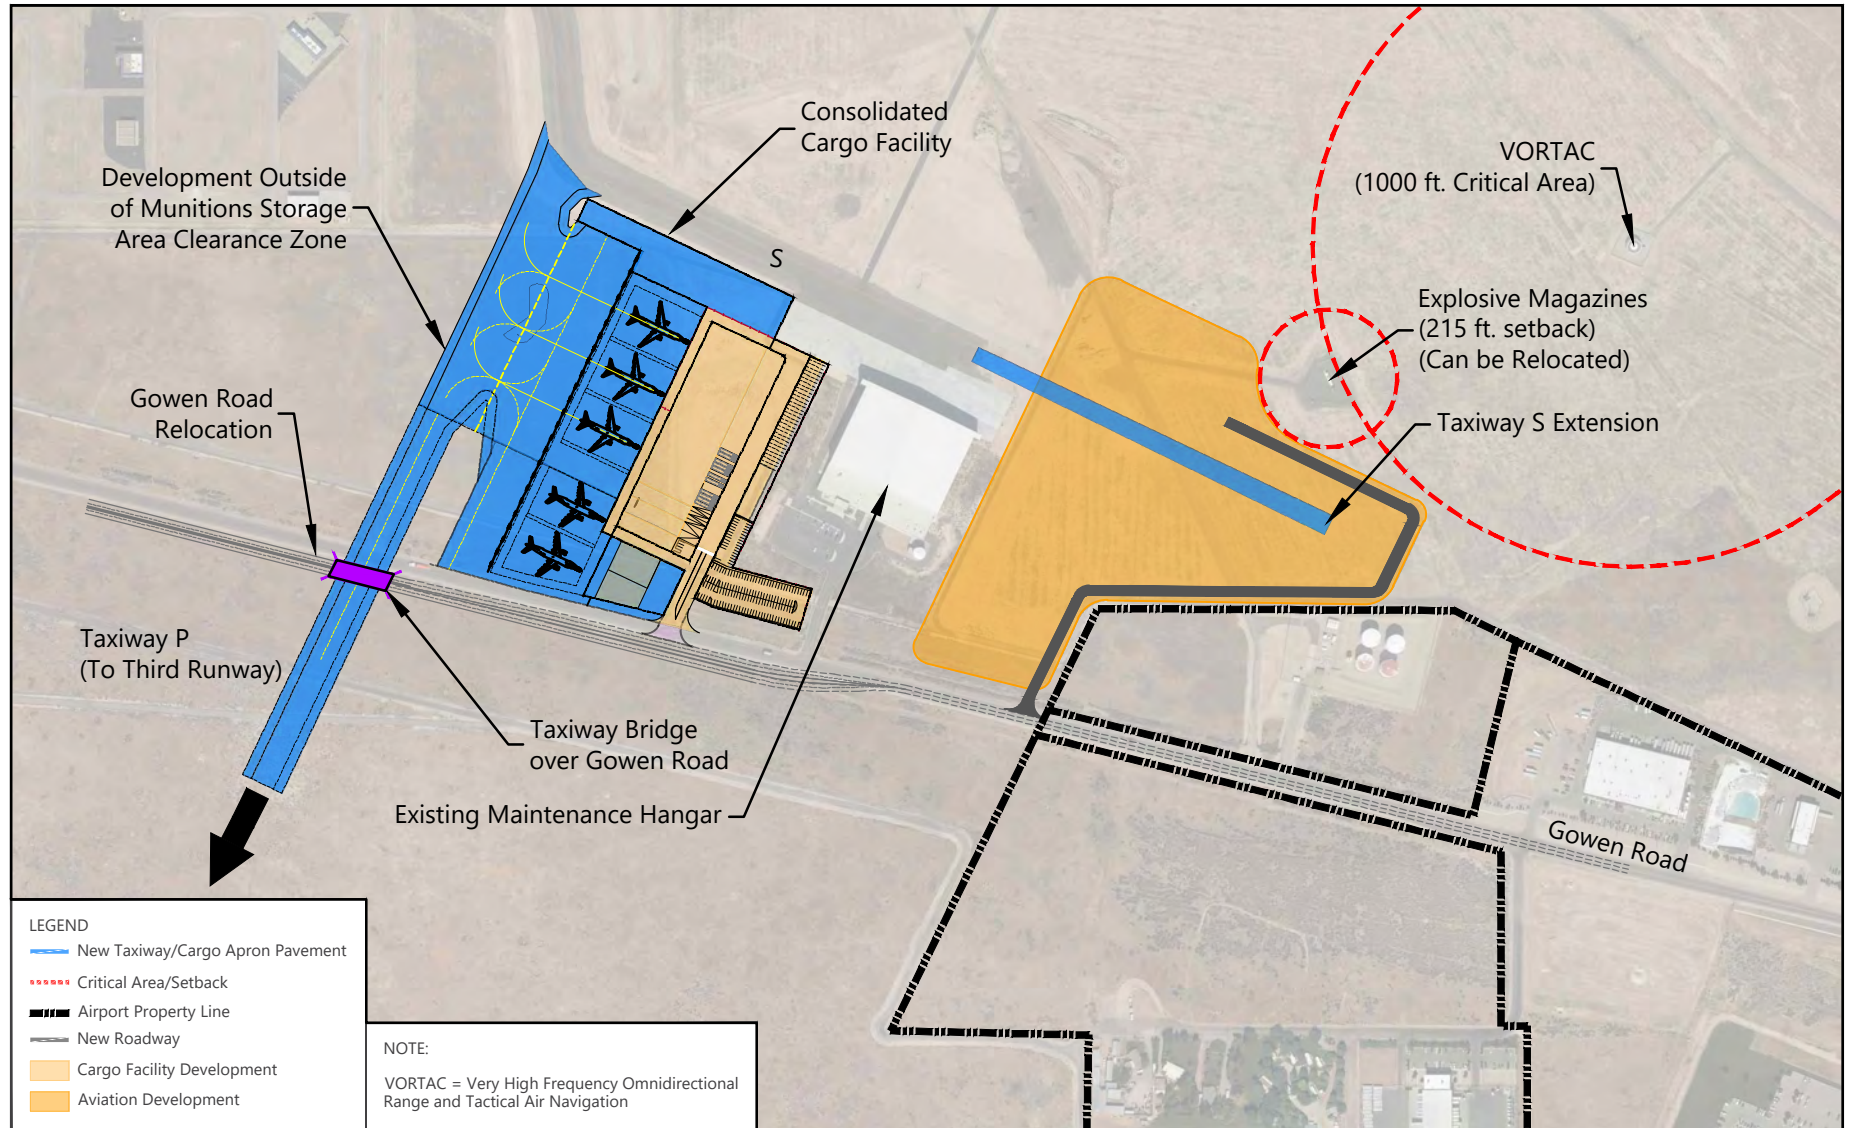 Consolidated
Cargo Facility
VORTAC
(1000 ft. Critical Area)
Development Outside
of Munitions Storage
Area Clearance Zone
S
Explosive Magazines
(215 ft. setback)
(Can be Relocated)
Gowen Road
Relocation
Taxiway S Extension
Taxiway P
(To Third Runway)
Taxiway Bridge
over Gowen Road
Existing Maintenance Hangar
Gowen Road
LEGEND
New Taxiway/Cargo Apron Pavement
Critical Area/Setback
Airport Property Line
New Roadway
Cargo Facility Development
Aviation Development
NOTE:
VORTAC = Very High Frequency Omnidirectional
Range and Tactical Air Navigation